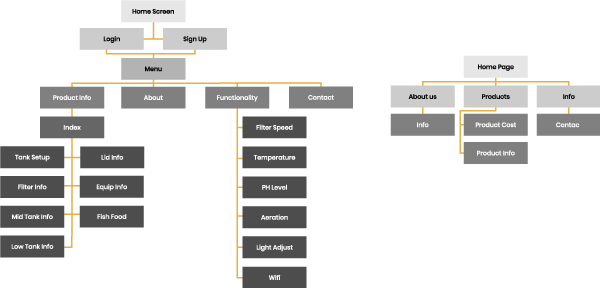 Home Screen
Login
Sign Up
Menu
Product Info
About
Functionality
Contact
Index
Filter Speed
Tank Setup
Lid Info
Temperature
Filter Info
Equip Info
PH Level
Mid Tank Info
Fish Food
Aeration
Low Tank Info
Light Adjust
Wifi
Home Page
About us
Products
Info
Info
Product Cost
Contac
Product Info